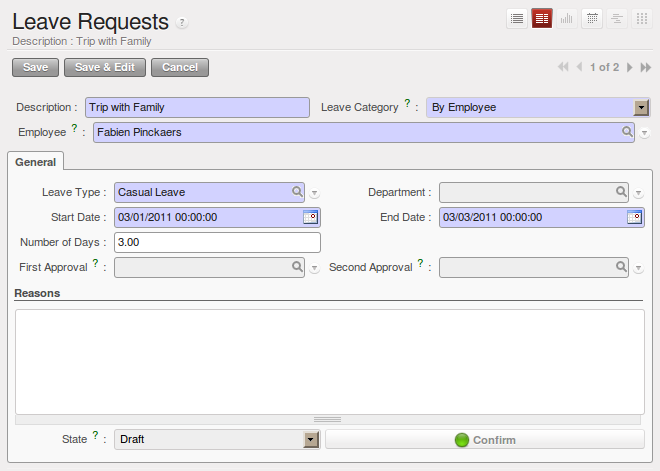 Leave Requests ?
Description : Trip with Family
Save Save & Edit Cancel 1 of 2
Description : Trip with Family Leave Category ? : By Employee
Employee ? : Fabien Pinckaers
General
Leave Type : Casual Leave Department :
Start Date : 03/01/2011 00:00:00 End Date : 03/03/2011 00:00:00
Number of Days : 3.00
First Approval ? : Second Approval ? :
Reasons
State ? : Draft Confirm